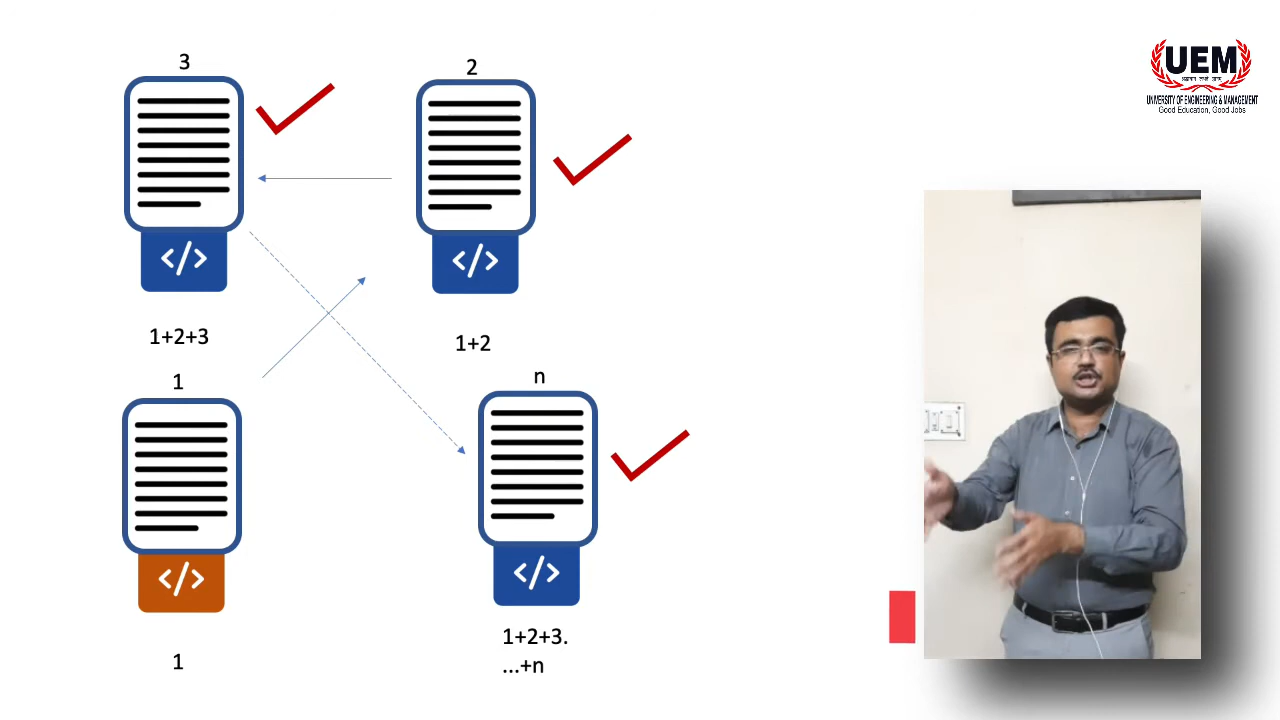 3
2
</>
</>
1+2+3
1+2
1
n
</>
</>
1
1+2+3.
...+n
UEM
UNIVERSITY OF ENGINEERING & MANAGEMENT
Good Education, Good Jobs